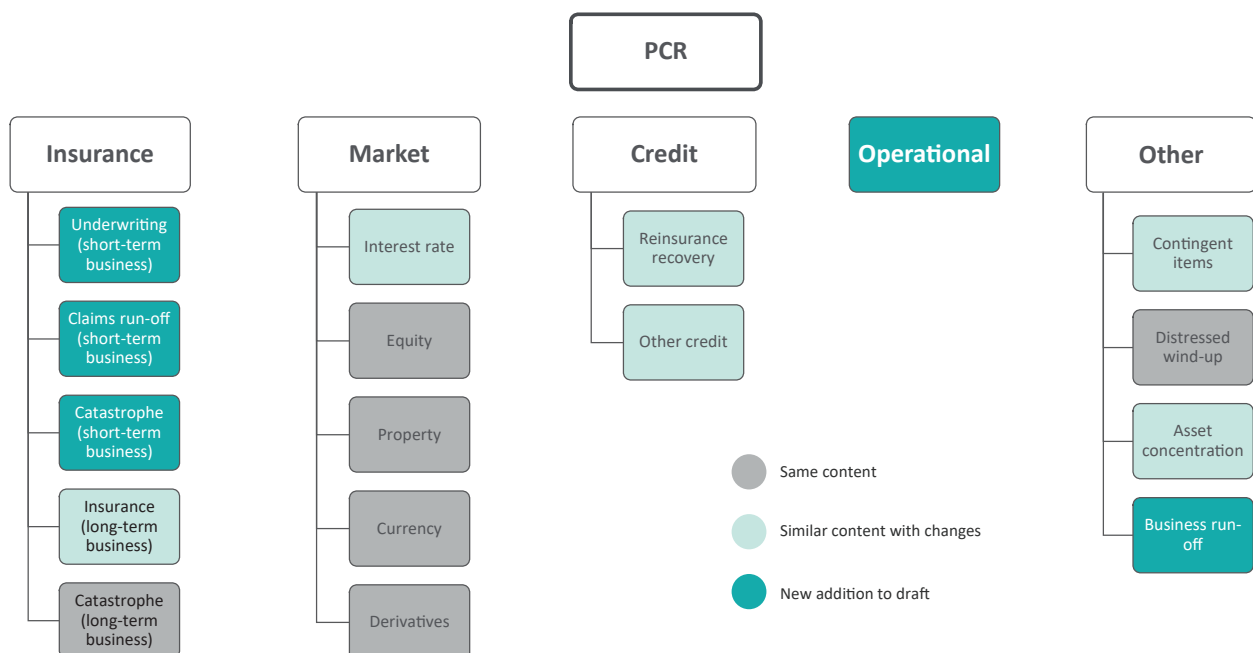 PCR
Insurance
Underwriting
(short-term
business)
Claims run-off
(short-term
business)
Catastrophe
(short-term
business)
Insurance
(long-term
business)
Catastrophe
(long-term
business)
Market
Interest rate
Equity
Property
Currency
Derivatives
Credit
Reinsurance
recovery
Other credit
Operational
Other
Contingent
items
Distressed
wind-up
Asset
concentration
Business run-
off
Same content
Similar content with changes
New addition to draft